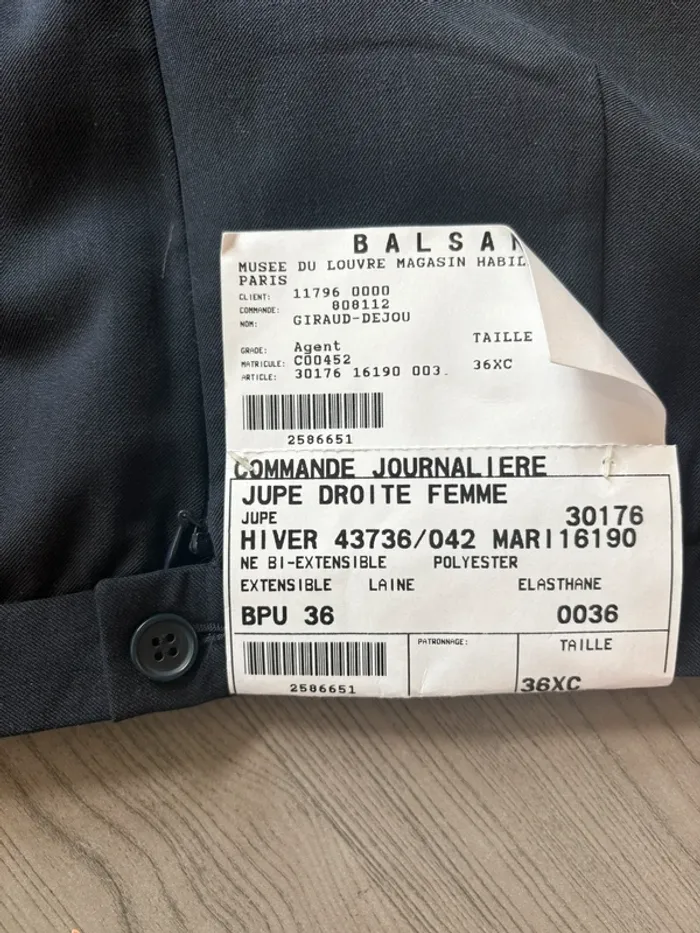 BALSAN
MUSEE DU LOUVRE MAGASIN HABIL
PARIS
CLIENT: 11796 0000
COMMANDE: 808112
NOM: GIRAUD-DEJOU
TAILLE
GRADE: Agent
MATRICULE: C00452 36XC
ARTICLE: 30176 16190 003.
2586651
COMMANDE JOURNALIERE
JUPE DROITE FEMME
JUPE 30176
HIVER 43736/042 MARI16190
NE BI-EXTENSIBLE POLYESTER
EXTENSIBLE LAINE ELASTHANE
BPU 36 0036
PATRONNAGE: TAILLE
2586651 36XC